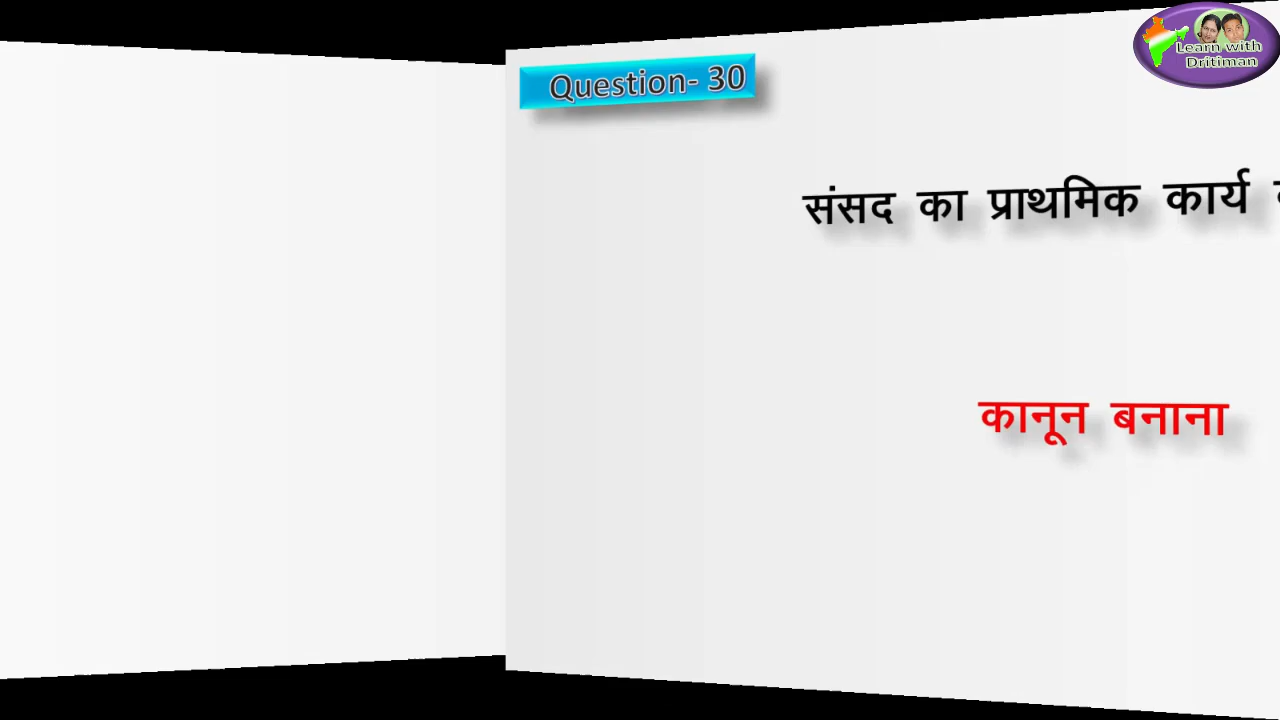 Learn with
Dritiman
Question- 30
संसद का प्राथमिक कार्य
कानून बनाना